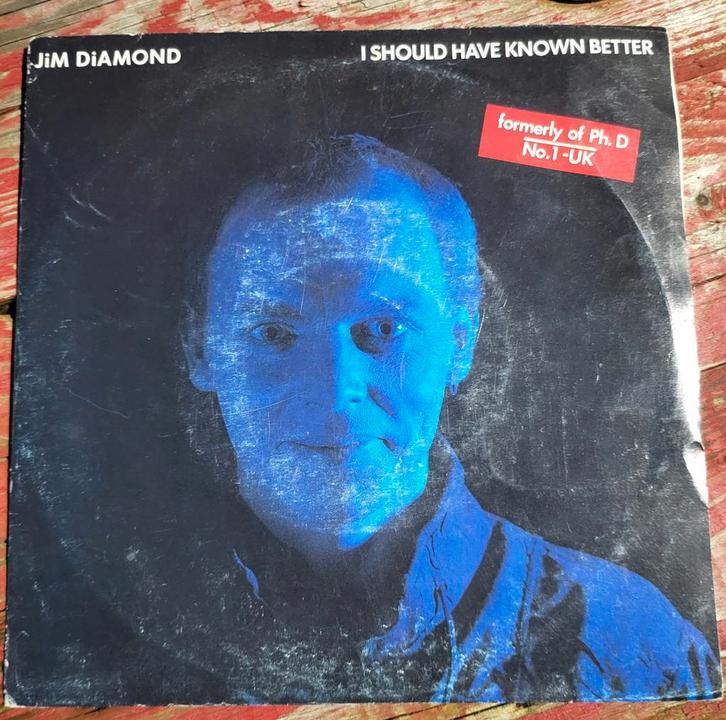 JiM DiAMOND
I SHOULD HAVE KNOWN BETTER
formerly of Ph. D
No.1-UK